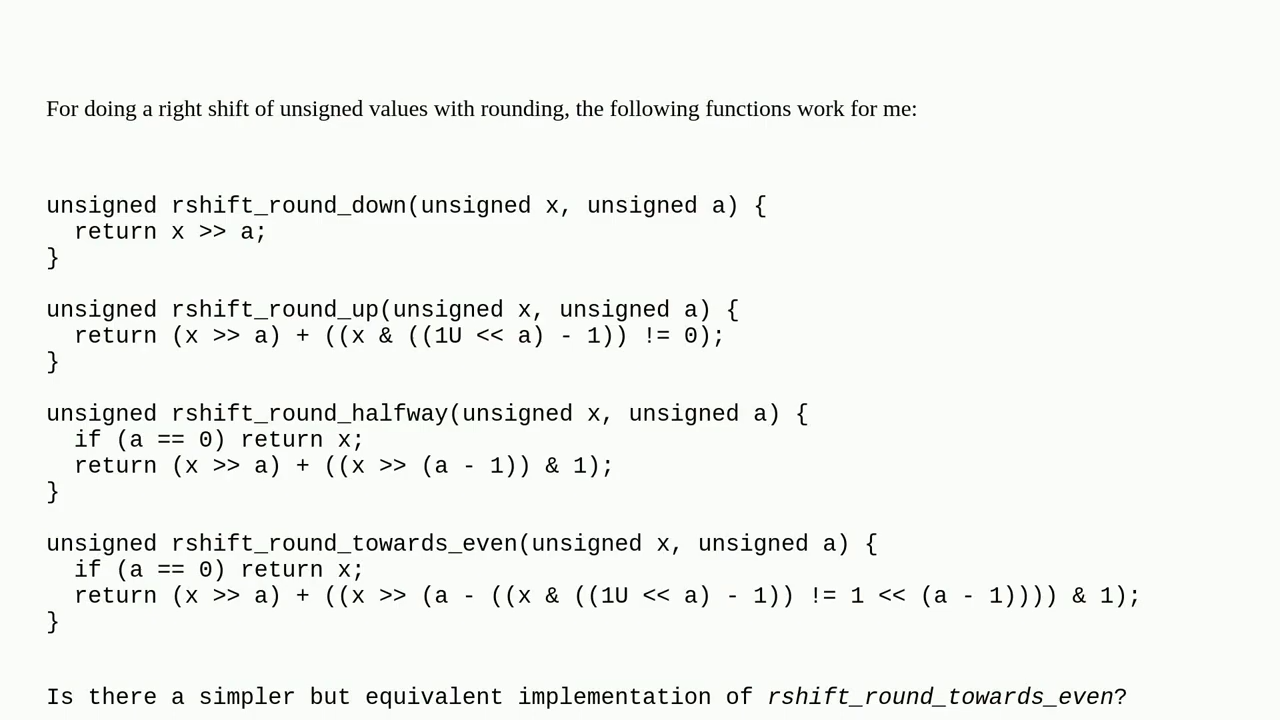 For doing a right shift of unsigned values with rounding, the following functions work for me:
unsigned rshift_round_down(unsigned x, unsigned a) {
  return x >> a;
}
unsigned rshift_round_up(unsigned x, unsigned a) {
  return (x >> a) + ((x & ((1U << a) - 1)) != 0);
}
unsigned rshift_round_halfway(unsigned x, unsigned a) {
  if (a == 0) return x;
  return (x >> a) + ((x >> (a - 1)) & 1);
}
unsigned rshift_round_towards_even(unsigned x, unsigned a) {
  if (a == 0) return x;
  return (x >> a) + ((x >> (a - ((x & ((1U << a) - 1)) != 1 << (a - 1)))) & 1);
}
Is there a simpler but equivalent implementation of rshift_round_towards_even?